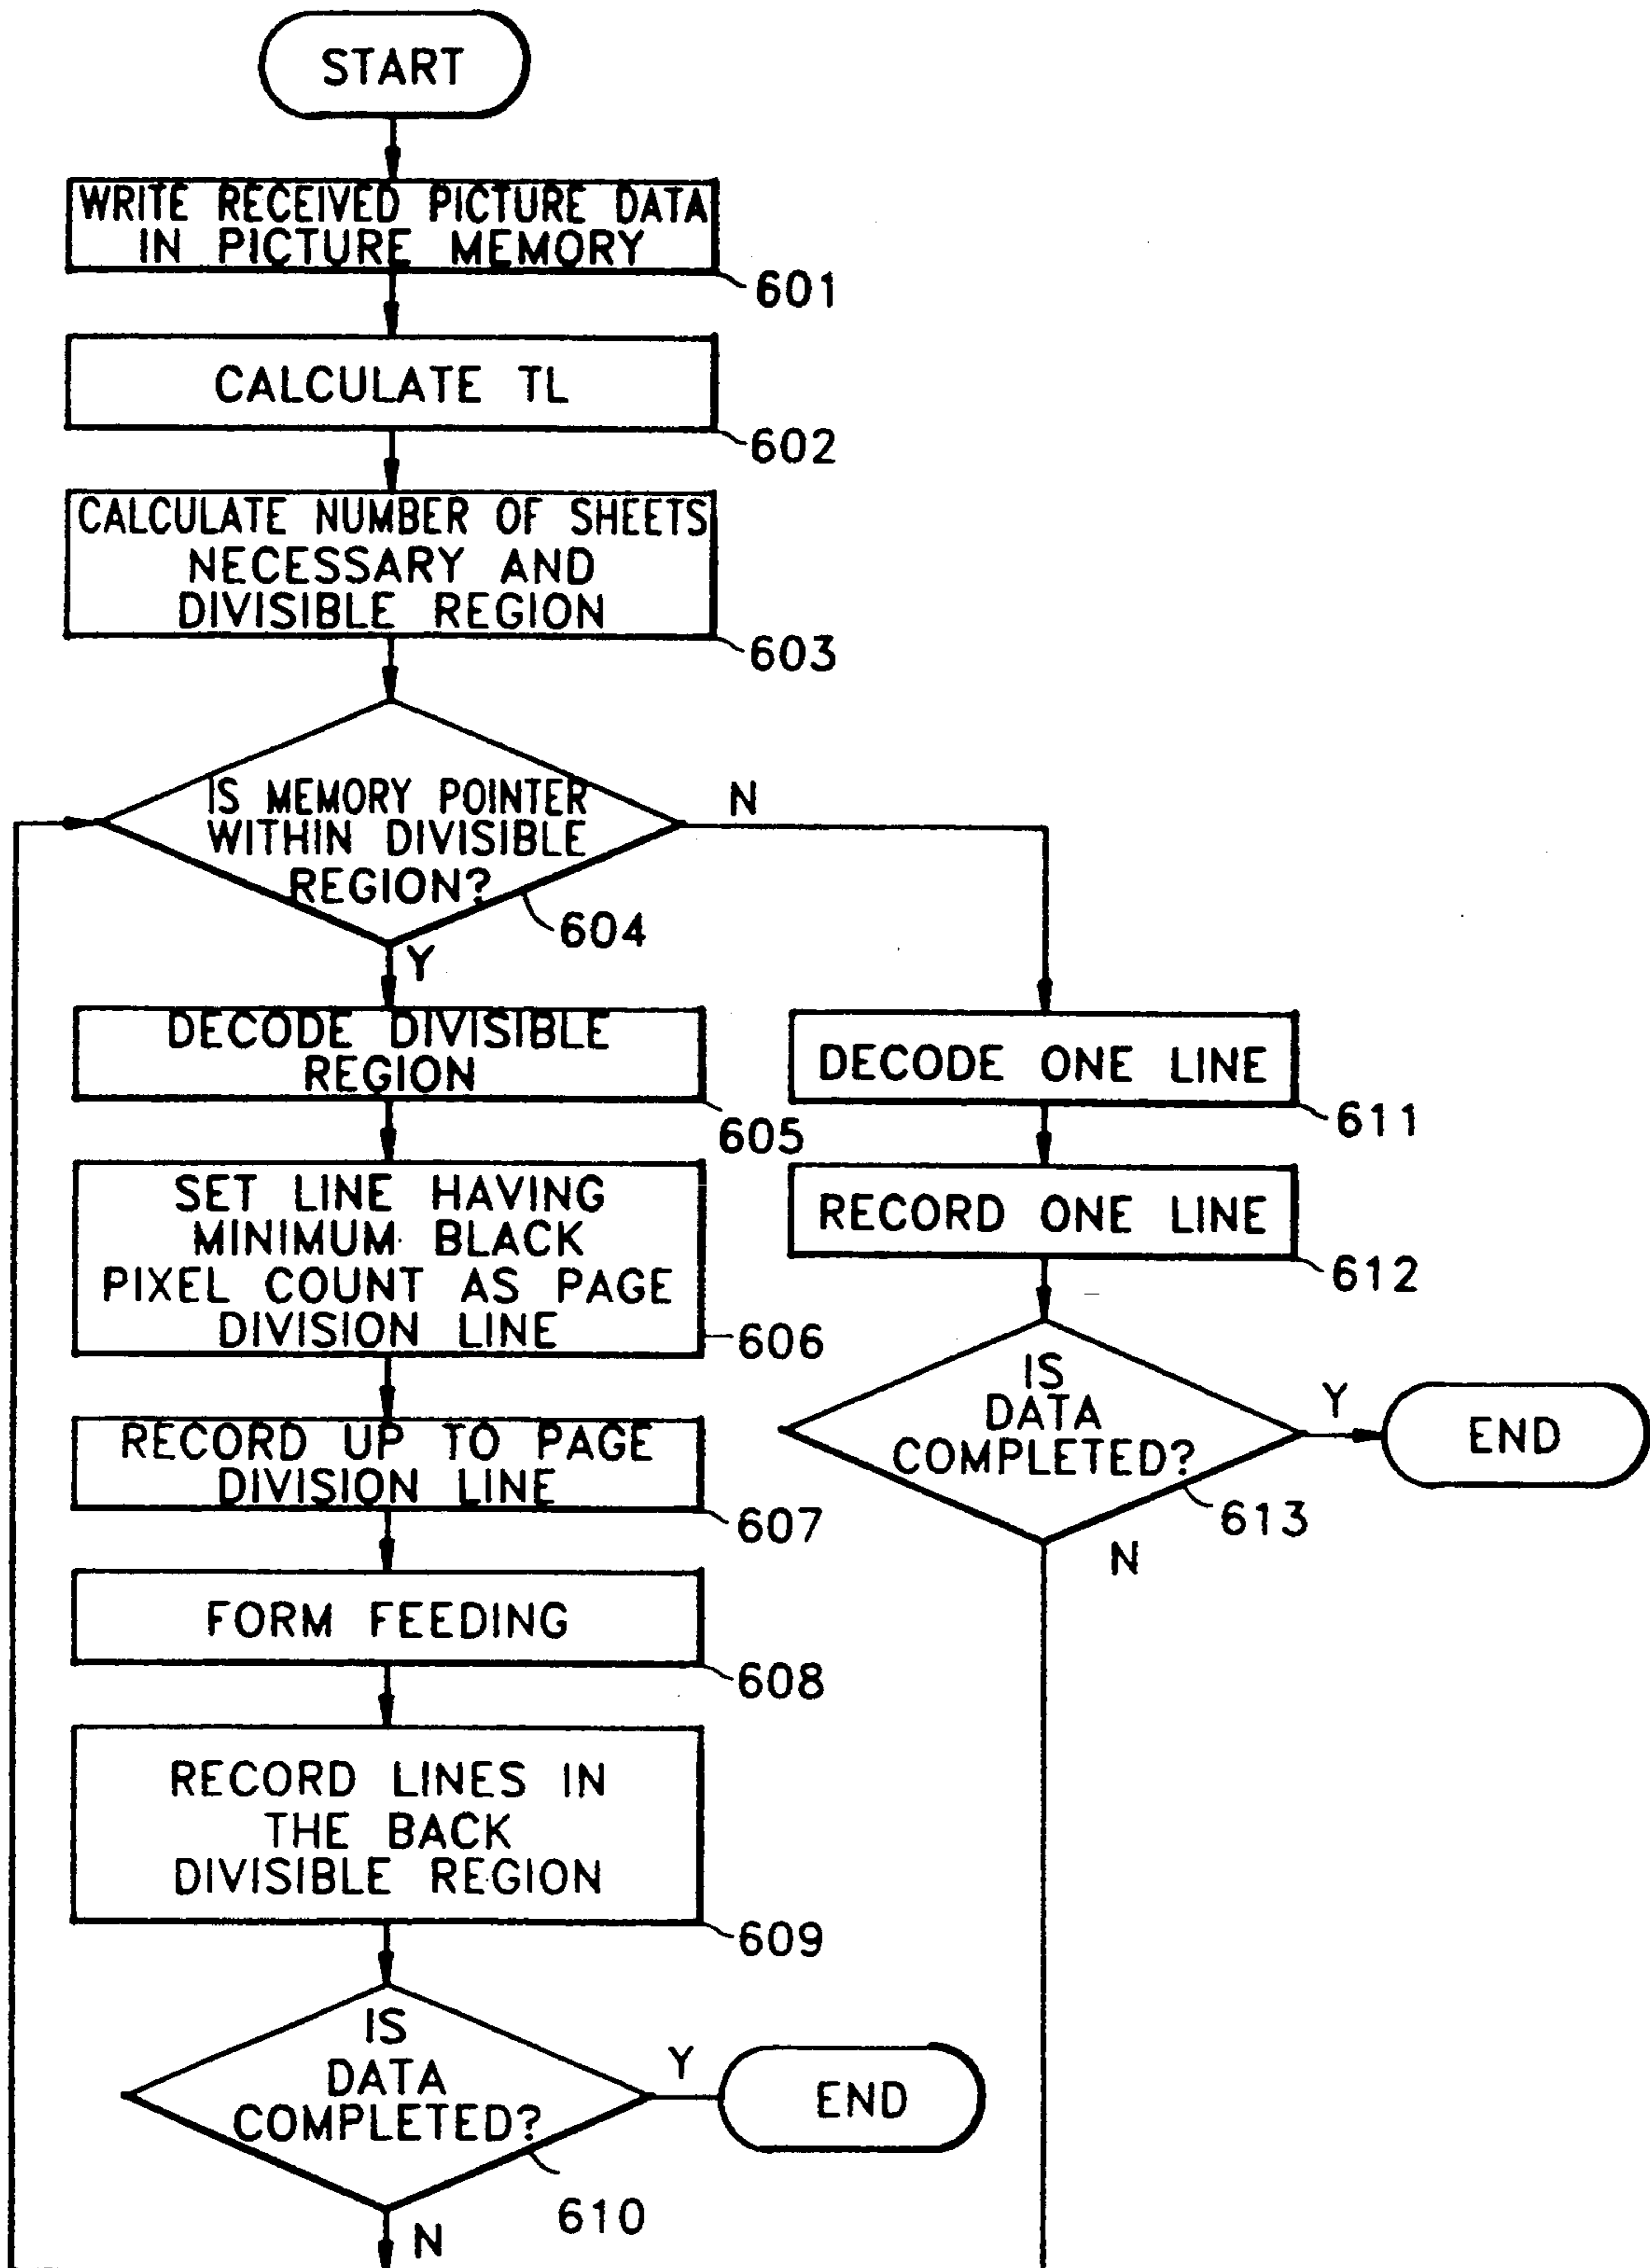 START
WRITE RECEIVED PICTURE DATA
IN PICTURE MEMORY
601
CALCULATE TL
602
CALCULATE NUMBER OF SHEETS
NECESSARY AND
DIVISIBLE REGION
603
IS MEMORY POINTER
WITHIN DIVISIBLE
REGION?
604
N
Y
DECODE DIVISIBLE
REGION
605
SET LINE HAVING
MINIMUM BLACK
PIXEL COUNT AS PAGE
DIVISION LINE
606
RECORD UP TO PAGE
DIVISION LINE
607
FORM FEEDING
608
RECORD LINES IN
THE BACK
DIVISIBLE REGION
609
IS
DATA
COMPLETED?
610
Y
END
N
DECODE ONE LINE
611
RECORD ONE LINE
612
IS
DATA
COMPLETED?
613
Y
END
N